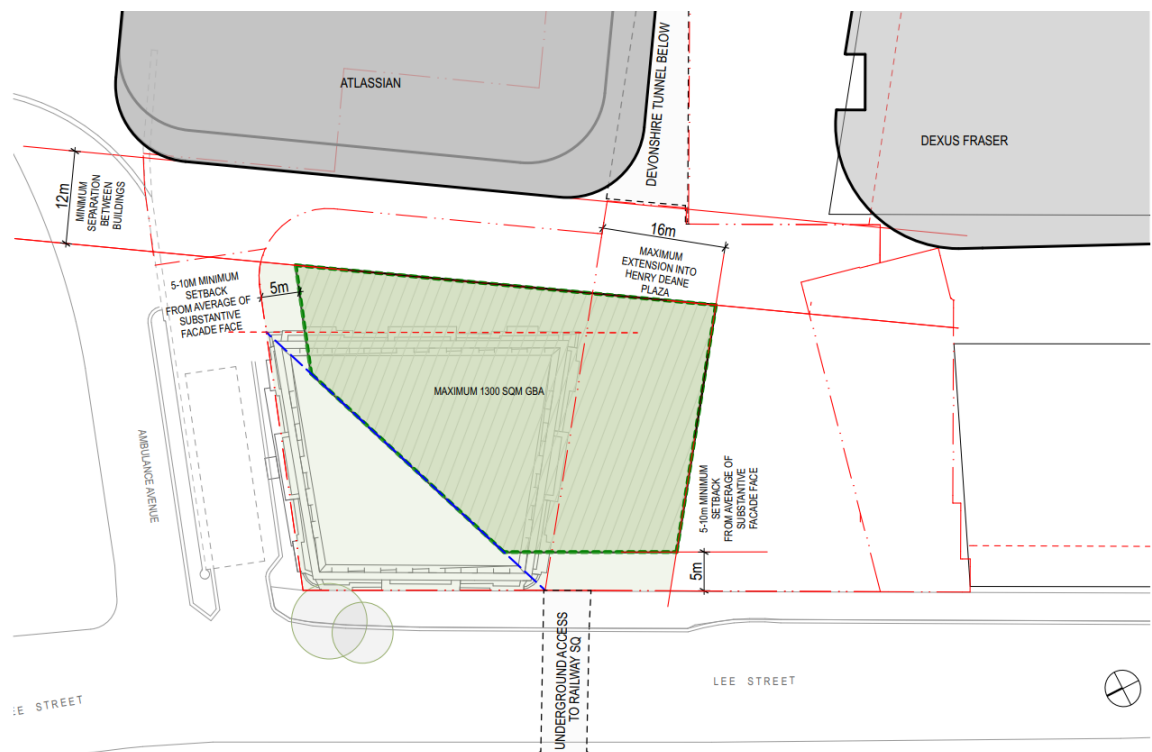 ATLASSIAN
DEVONSHIRE TUNNEL BELOW
DEXUS FRASER
12m
MINIMUM
SEPARATION
BETWEEN
BUILDINGS
16m
MAXIMUM
EXTENSION INTO
HENRY DEANE
PLAZA
5-10M MINIMUM
SETBACK
FROM AVERAGE OF
SUBSTANTIVE
FACADE FACE
5m
MAXIMUM 1300 SQM GBA
AMBULANCE AVENUE
5-10m MINIMUM
SETBACK
FROM AVERAGE OF
SUBSTANTIVE
FACADE FACE
5m
UNDERGROUND ACCESS
TO RAILWAY SQ
LEE STREET
EE STREET